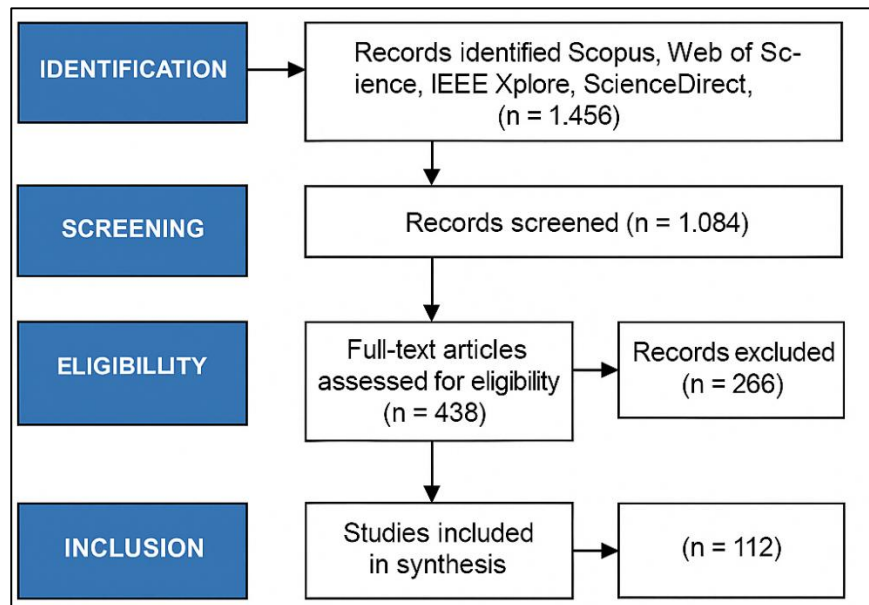 IDENTIFICATION
Records identified Scopus, Web of Sc-
ience, IEEE Xplore, ScienceDirect,
(n = 1.456)
SCREENING
Records screened (n = 1.084)
ELIGIBILLITY
Full-text articles
assessed for eligibility
(n = 438)
Records excluded
(n = 266)
INCLUSION
Studies included
in synthesis
(n = 112)